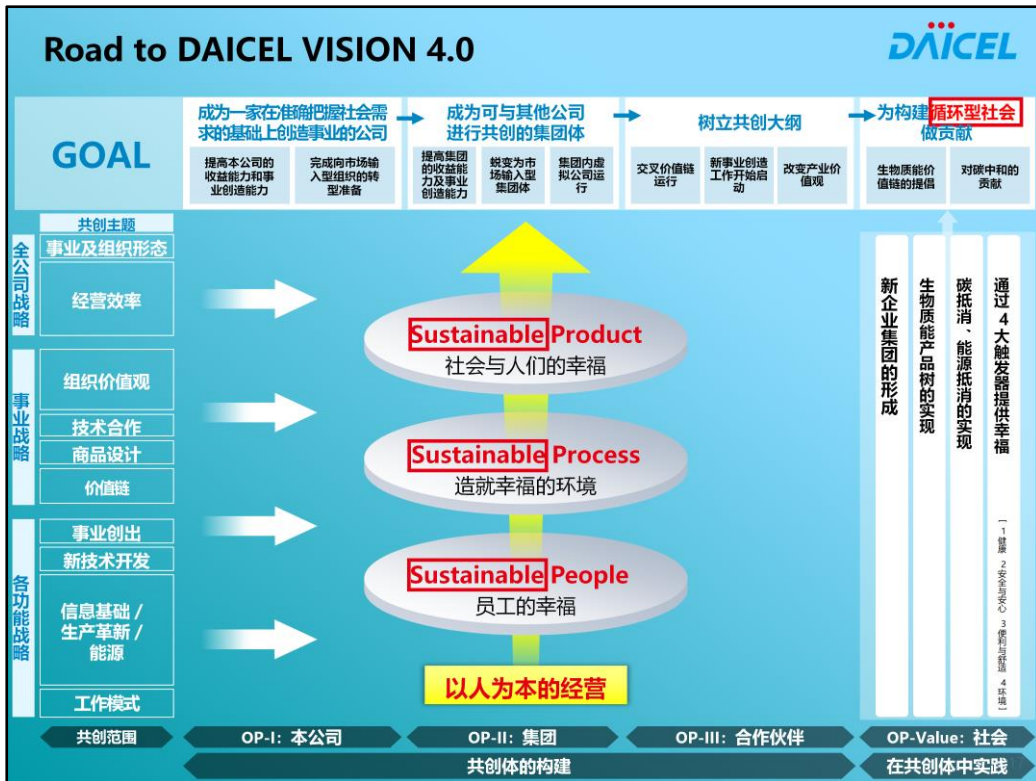 Road to DAICEL VISION 4.0
DAICEL
GOAL
成为一家在准确把握社会需
求的基础上创造事业的公司
提高本公司的
收益能力和事
业创造能力
完成向市场输
入型组织的转
型准备
成为可与其他公司
进行共创的集团体
提高集团
的收益能
力及事业
创造能力
蜕变为市
场输入型
集团体
集团内虚
拟公司运
行
树立共创大纲
交叉价值链
运行
新事业创造
工作开始启
动
改变产业价
值观
为构建循环型社会
做贡献
生物质能价
值链的提倡
对碳中和的
贡献
共创主题
全公司战略
事业及组织形态
经营效率
事业战略
组织价值观
技术合作
商品设计
价值链
各功能战略
事业创出
新技术开发
信息基础 /
生产革新 /
能源
工作模式
Sustainable Product
社会与人们的幸福
Sustainable Process
造就幸福的环境
Sustainable People
员工的幸福
以人为本的经营
新企业集团的形成
生物质能产品树的实现
碳抵消、能源抵消的实现
通过 4 大触发器提供幸福
[ 1 健康 2 安全与安心 3 便利与舒适 4 环境 ]
共创范围
OP-I：本公司
OP-II：集团
OP-III：合作伙伴
OP-Value：社会
共创体的构建
在共创体中实践